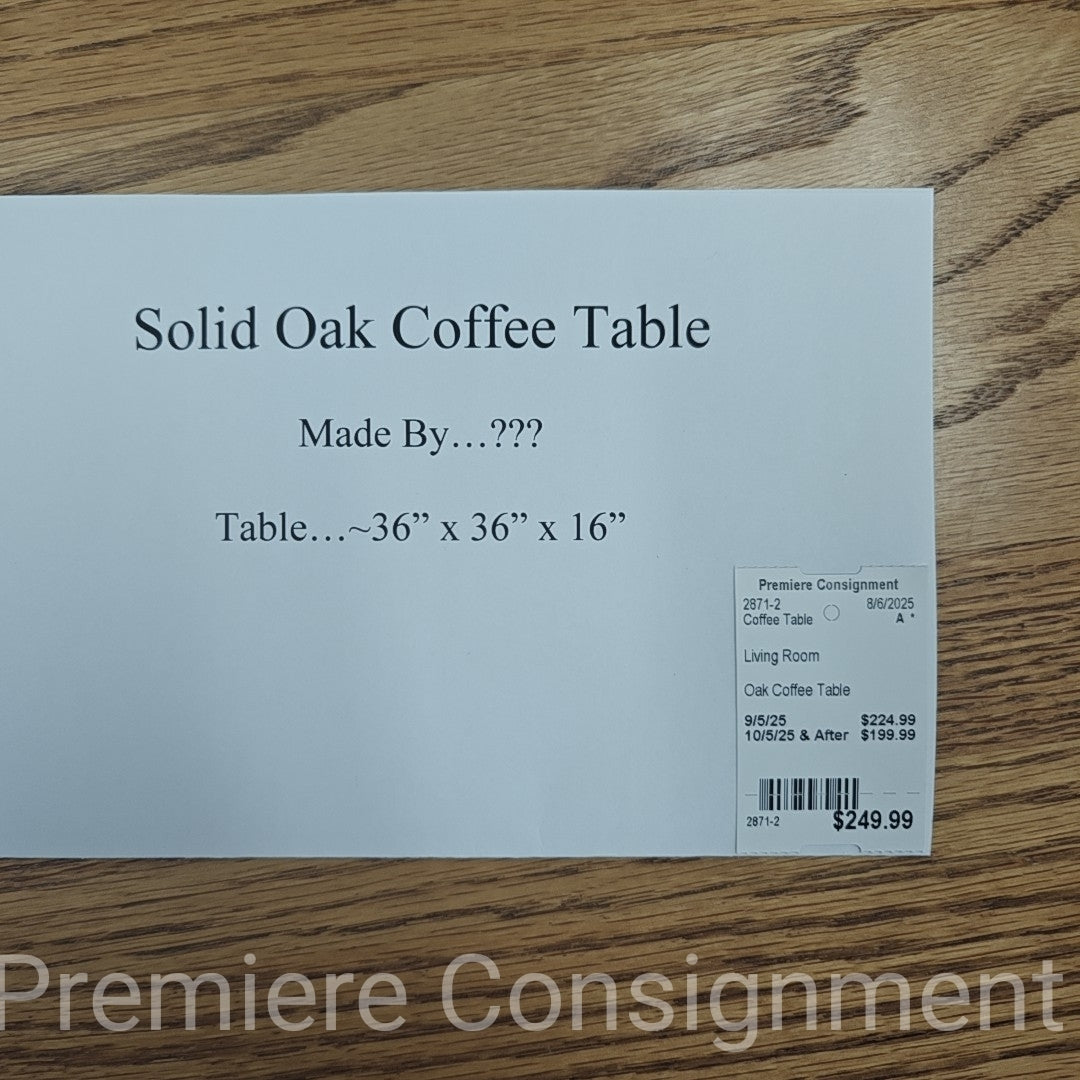 Solid Oak Coffee Table
Made By…???
Table…~36” x 36” x 16”
Premiere Consignment
2871-2 8/6/2025
Coffee Table A *
Living Room
Oak Coffee Table
9/5/25 $224.99
10/5/25 & After $199.99
2871-2 $249.99
Premiere Consignment